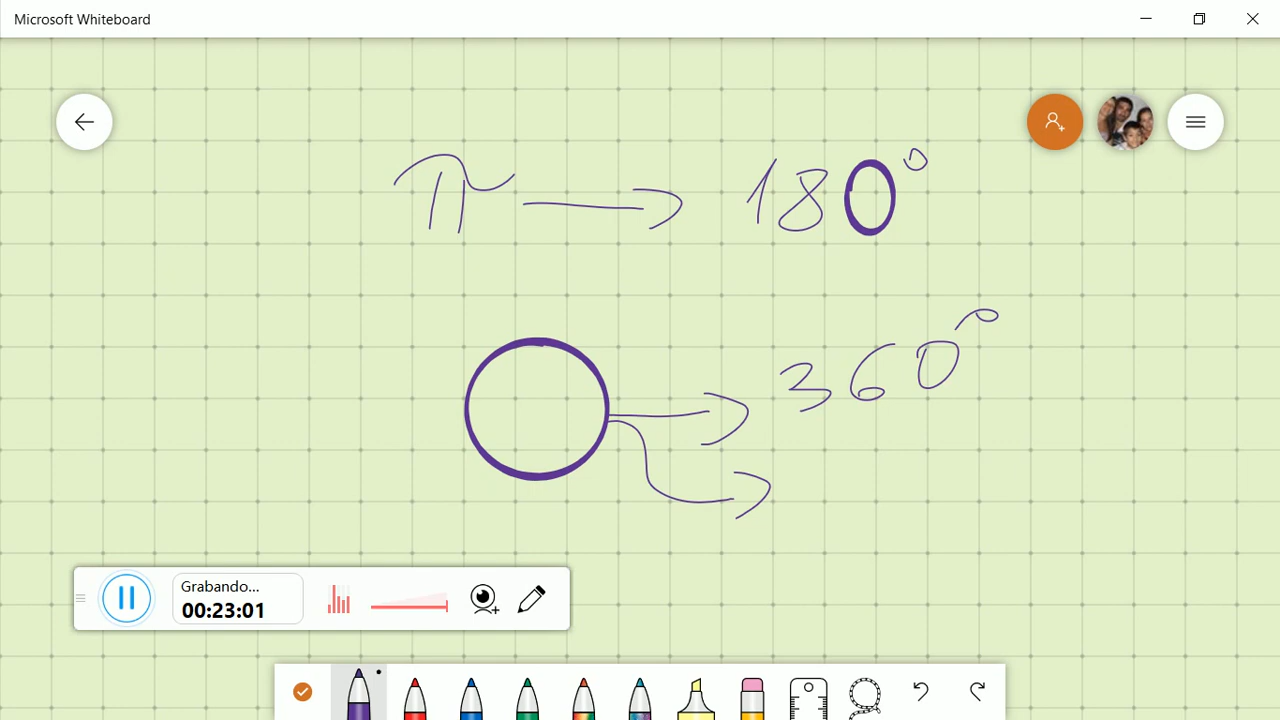 Microsoft Whiteboard
π → 180°
→ 360°
→
Grabando...
00:23:01